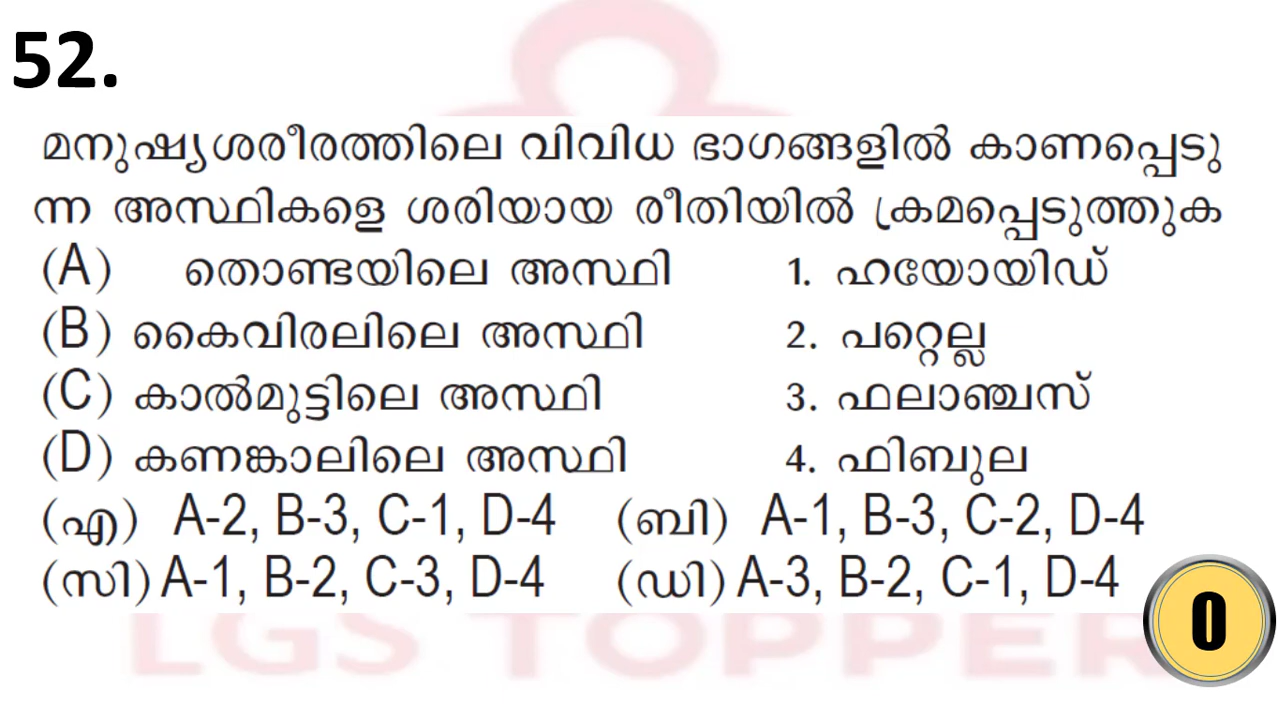 52.
മനുഷ്യശരീരത്തിലെ വിവിധ ഭാഗങ്ങളിൽ കാണപ്പെടു
ന്ന അസ്ഥികളെ ശരിയായ രീതിയിൽ ക്രമപ്പെടുത്തുക
(A) തൊണ്ടയിലെ അസ്ഥി 1. ഹയോയിഡ്
(B) കൈവിരലിലെ അസ്ഥി 2. പറ്റെല്ല
(C) കാൽമുട്ടിലെ അസ്ഥി 3. ഫലാഞ്ചസ്
(D) കണങ്കാലിലെ അസ്ഥി 4. ഫിബുല
(എ) A-2, B-3, C-1, D-4 (ബി) A-1, B-3, C-2, D-4
(സി) A-1, B-2, C-3, D-4 (ഡി) A-3, B-2, C-1, D-4
0
LGS TOPPER